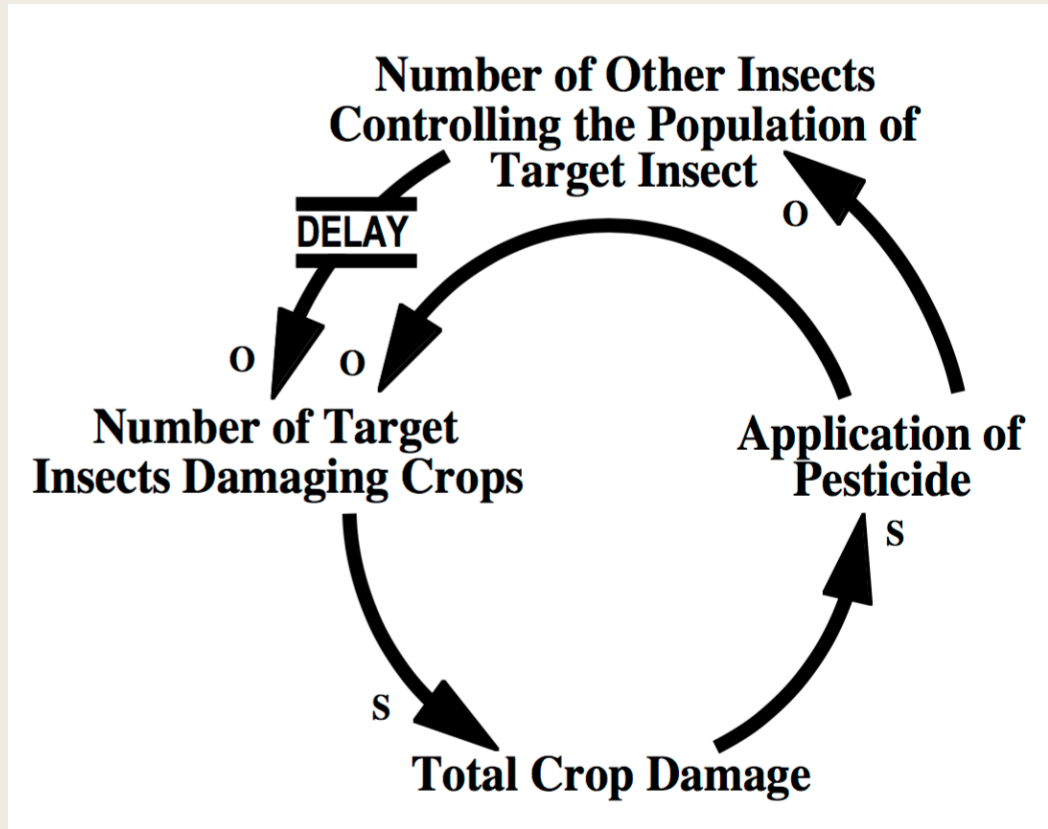 Number of Other Insects
Controlling the Population of
Target Insect
O
DELAY
O
O
Number of Target
Insects Damaging Crops
Application of
Pesticide
S
S
Total Crop Damage